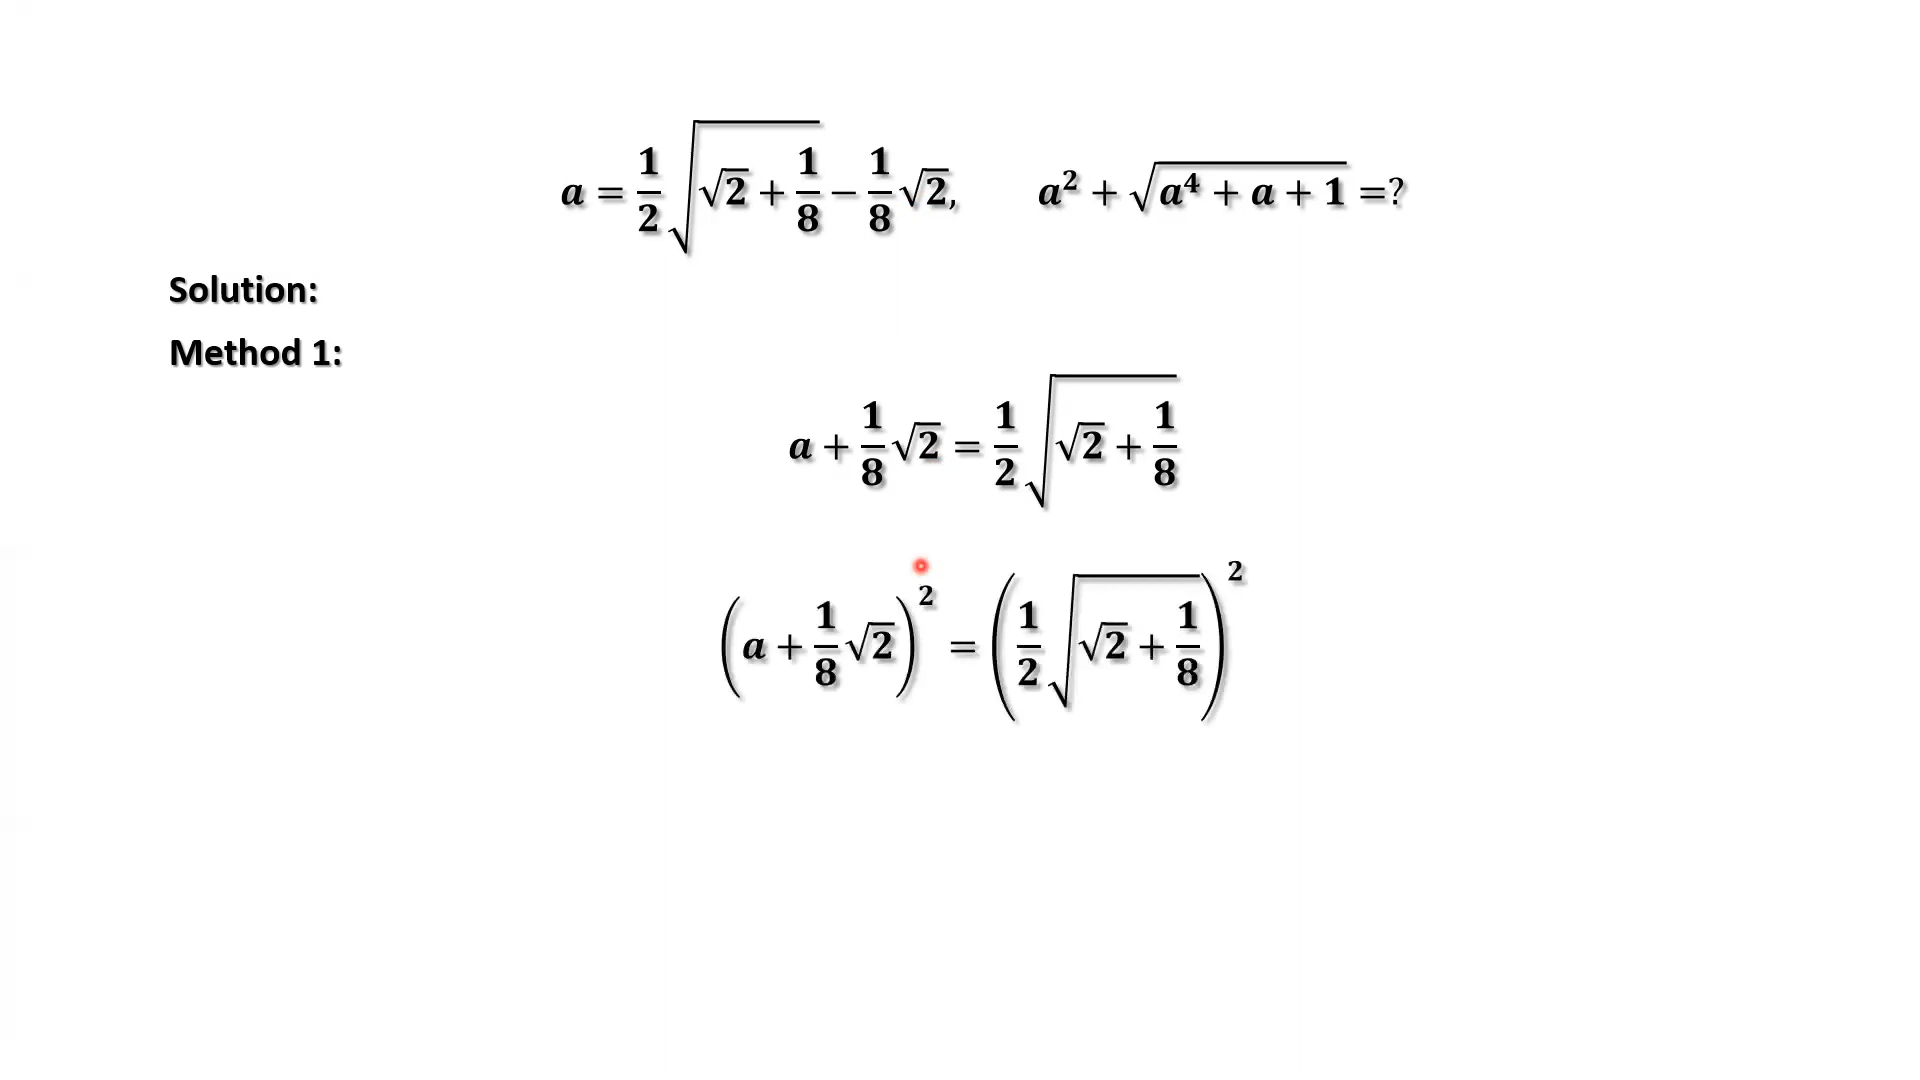 a = 1/2 √(√2 + 1/8) − 1/8 √2, a² + √(a⁴ + a + 1) =?
Solution:
Method 1:
a + 1/8 √2 = 1/2 √(√2 + 1/8)
(a + 1/8 √2)² = (1/2 √(√2 + 1/8))²